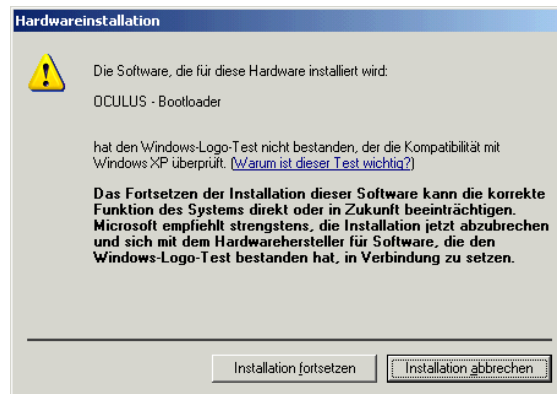 Hardwareinstallation
Die Software, die für diese Hardware installiert wird:
OCULUS - Bootloader
hat den Windows-Logo-Test nicht bestanden, der die Kompatibilität mit
Windows XP überprüft. (Warum ist dieser Test wichtig?)
Das Fortsetzen der Installation dieser Software kann die korrekte
Funktion des Systems direkt oder in Zukunft beeinträchtigen.
Microsoft empfiehlt strengstens, die Installation jetzt abzubrechen
und sich mit dem Hardwarehersteller für Software, die den
Windows-Logo-Test bestanden hat, in Verbindung zu setzen.
Installation fortsetzen
Installation abbrechen